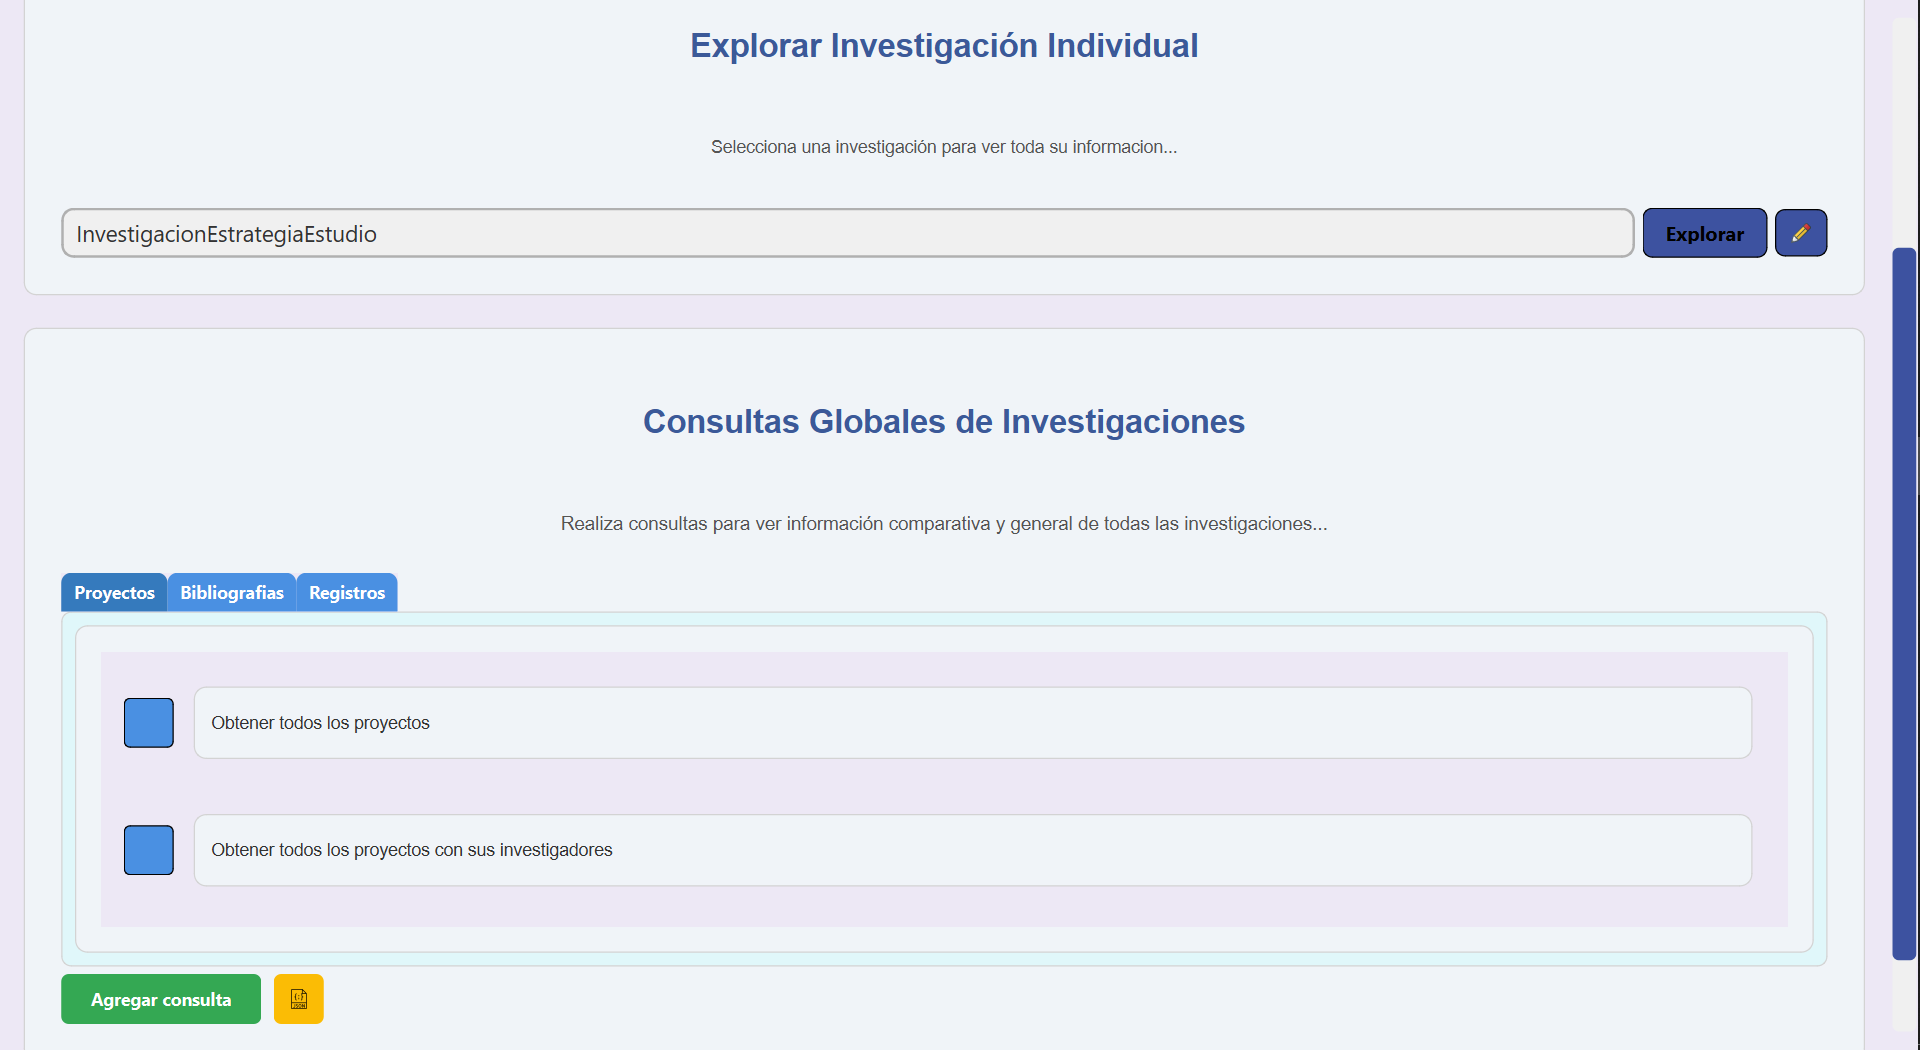 Explorar Investigación Individual
Selecciona una investigación para ver toda su informacion...
InvestigacionEstrategiaEstudio
Explorar
Consultas Globales de Investigaciones
Realiza consultas para ver información comparativa y general de todas las investigaciones...
Proyectos Bibliografias Registros
Obtener todos los proyectos
Obtener todos los proyectos con sus investigadores
Agregar consulta
{;} JSON